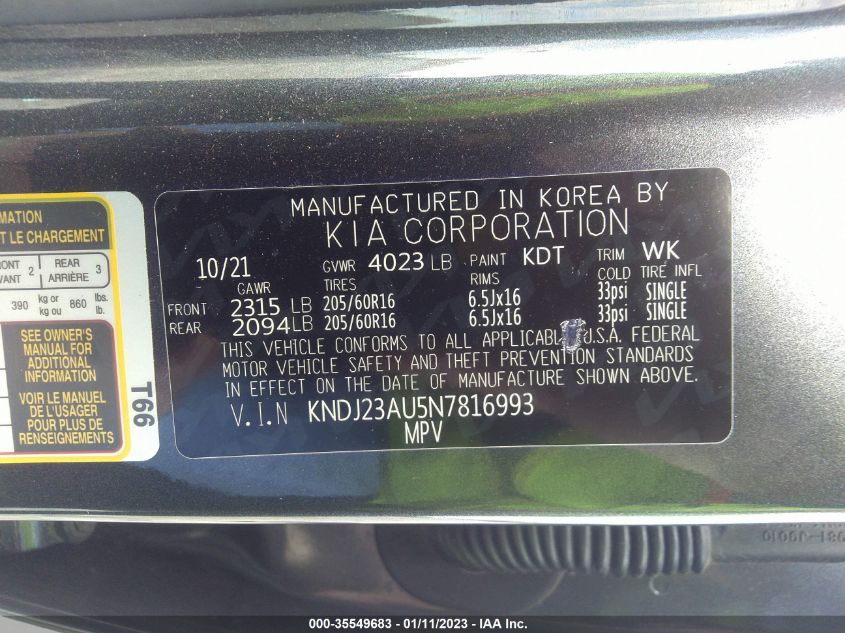 MANUFACTURED IN KOREA BY
KIA CORPORATION
10/21 GVWR 4023 LB PAINT KDT TRIM WK
GAWR TIRES RIMS COLD TIRE INFL
FRONT 2315 LB 205/60R16 6.5Jx16 33psi SINGLE
REAR 2094 LB 205/60R16 6.5Jx16 33psi SINGLE
THIS VEHICLE CONFORMS TO ALL U.S.A. FEDERAL
MOTOR VEHICLE SAFETY AND THEFT PREVENTION STANDARDS
IN EFFECT ON THE DATE OF MANUFACTURE SHOWN ABOVE.
V.I.N KNDJ23AU5N7816993
MPV
LE CHARGEMENT
2 REAR 3
ARRIÈRE
390 kg or 860 lbs.
kg ou lb.
SEE OWNER'S
MANUAL FOR
ADDITIONAL
INFORMATION
VOIR LE MANUEL
DE L'USAGER
POUR PLUS DE
RENSEIGNEMENTS
T66
000-35549683 - 01/11/2023 - IAA Inc.